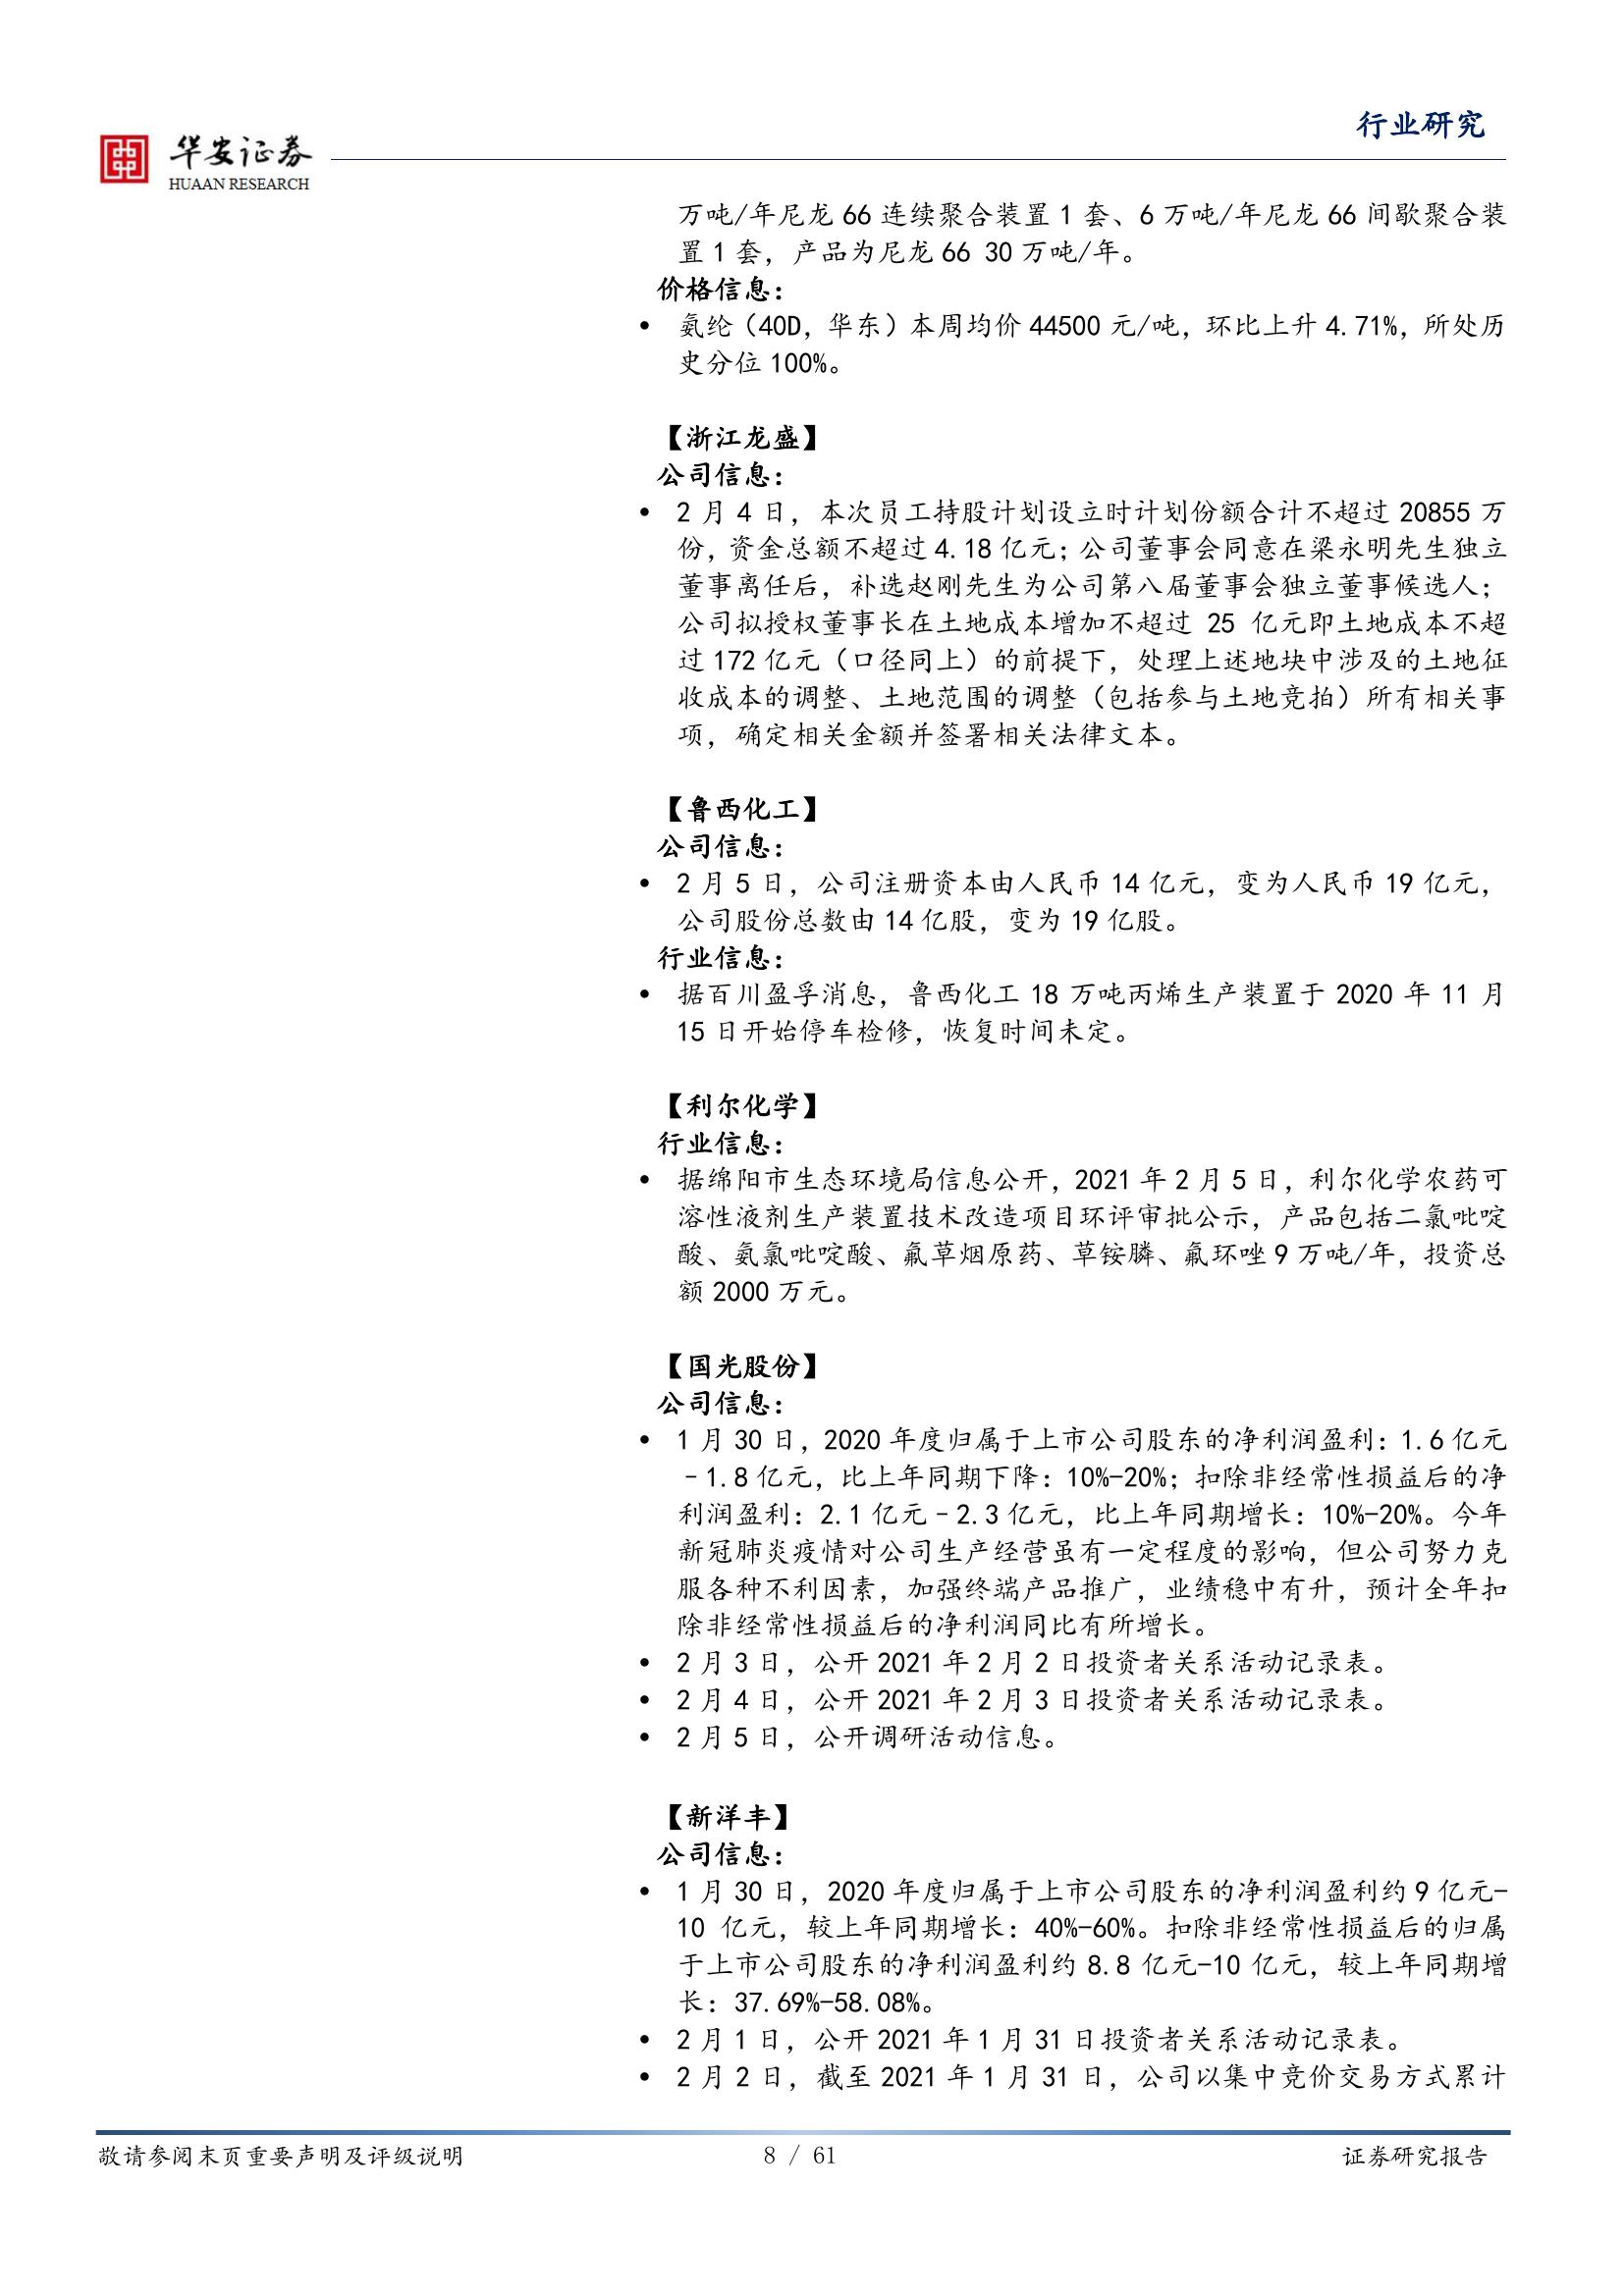 行业研究
华安证券
HUAAN RESEARCH
万吨/年尼龙 66 连续聚合装置 1 套、6 万吨/年尼龙 66 间歇聚合装
置 1 套，产品为尼龙 66 30 万吨/年。
价格信息：
• 氨纶（40D，华东）本周均价 44500 元/吨，环比上升 4.71%，所处历
史分位 100%。
【浙江龙盛】
公司信息：
• 2 月 4 日，本次员工持股计划设立时计划份额合计不超过 20855 万
份，资金总额不超过 4.18 亿元；公司董事会同意在梁永明先生独立
董事离任后，补选赵刚先生为公司第八届董事会独立董事候选人；
公司拟授权董事长在土地成本增加不超过 25 亿元即土地成本不超
过 172 亿元（口径同上）的前提下，处理上述地块中涉及的土地征
收成本的调整、土地范围的调整（包括参与土地竞拍）所有相关事
项，确定相关金额并签署相关法律文本。
【鲁西化工】
公司信息：
• 2 月 5 日，公司注册资本由人民币 14 亿元，变为人民币 19 亿元，
公司股份总数由 14 亿股，变为 19 亿股。
行业信息：
• 据百川盈孚消息，鲁西化工 18 万吨丙烯生产装置于 2020 年 11 月
15 日开始停车检修，恢复时间未定。
【利尔化学】
行业信息：
• 据绵阳市生态环境局信息公开，2021 年 2 月 5 日，利尔化学农药可
溶性液剂生产装置技术改造项目环评审批公示，产品包括二氯吡啶
酸、氨氯吡啶酸、氟草烟原药、草铵膦、氟环唑 9 万吨/年，投资总
额 2000 万元。
【国光股份】
公司信息：
• 1 月 30 日，2020 年度归属于上市公司股东的净利润盈利：1.6 亿元
–1.8 亿元，比上年同期下降：10%-20%；扣除非经常性损益后的净
利润盈利：2.1 亿元–2.3 亿元，比上年同期增长：10%-20%。今年
新冠肺炎疫情对公司生产经营虽有一定程度的影响，但公司努力克
服各种不利因素，加强终端产品推广，业绩稳中有升，预计全年扣
除非经常性损益后的净利润同比有所增长。
• 2 月 3 日，公开 2021 年 2 月 2 日投资者关系活动记录表。
• 2 月 4 日，公开 2021 年 2 月 3 日投资者关系活动记录表。
• 2 月 5 日，公开调研活动信息。
【新洋丰】
公司信息：
• 1 月 30 日，2020 年度归属于上市公司股东的净利润盈利约 9 亿元-
10 亿元，较上年同期增长：40%-60%。扣除非经常性损益后的归属
于上市公司股东的净利润盈利约 8.8 亿元-10 亿元，较上年同期增
长：37.69%-58.08%。
• 2 月 1 日，公开 2021 年 1 月 31 日投资者关系活动记录表。
• 2 月 2 日，截至 2021 年 1 月 31 日，公司以集中竞价交易方式累计
敬请参阅末页重要声明及评级说明
8 / 61
证券研究报告